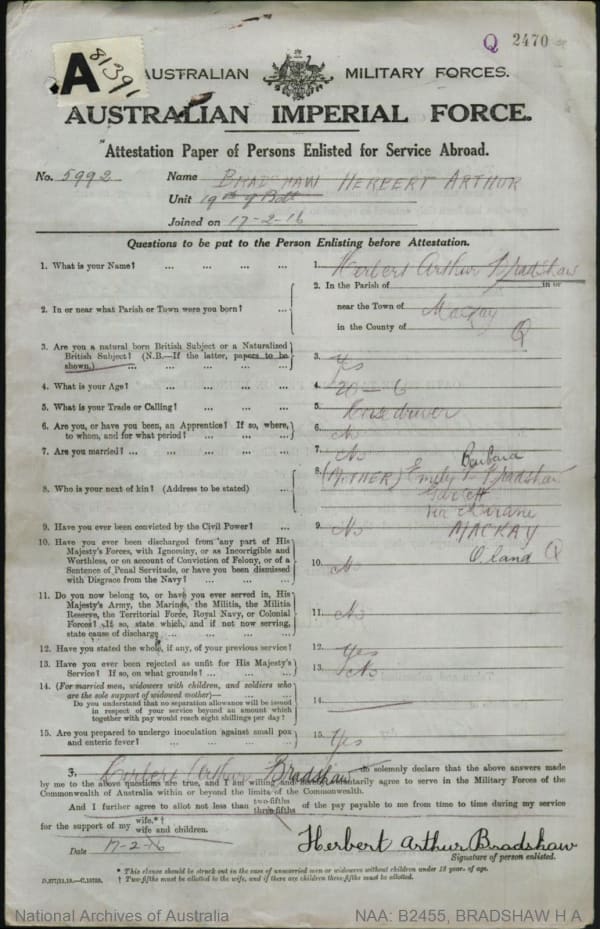 Q 2470
A 81391
AUSTRALIAN MILITARY FORCES.
AUSTRALIAN IMPERIAL FORCE.
Attestation Paper of Persons Enlisted for Service Abroad.
No. 5992 Name BRADSHAW HERBERT ARTHUR
Unit 19th 9th Batt
Joined on 17-2-16
Questions to be put to the Person Enlisting before Attestation.
1. What is your Name? ... ... ... ... 1. Herbert Arthur Bradshaw
2. In or near what Parish or Town were you born? ... 2. In the Parish of in or
near the Town of Mackay
in the County of Q
3. Are you a natural born British Subject or a Naturalized
British Subject? (N.B.—If the latter, papers to be
shown.) 3. Yes
4. What is your Age? ... ... ... ... 4. 20-6
5. What is your Trade or Calling? ... ... ... 5.
6. Are you, or have you been, an Apprentice? If so, where,
to whom, and for what period? ... ... ... 6. No
7. Are you married? ... ... ... ... ... 7. No
8. Who is your next of kin? (Address to be stated) ... 8. (MOTHER) Emily Barbara Bradshaw
via Mirani
MACKAY
Q.land Q
9. Have you ever been convicted by the Civil Power? ... 9. No
10. Have you ever been discharged from any part of His
Majesty's Forces, with Ignominy, or as Incorrigible and
Worthless, or on account of Conviction of Felony, or of a
Sentence of Penal Servitude, or have you been dismissed
with Disgrace from the Navy? ... ... ... 10. No
11. Do you now belong to, or have you ever served in, His
Majesty's Army, the Marines, the Militia, the Militia
Reserve, the Territorial Force, Royal Navy, or Colonial
Forces? If so, state which, and if not now serving,
state cause of discharge ... ... ... ... 11. No
12. Have you stated the whole, if any, of your previous service? 12. Yes
13. Have you ever been rejected as unfit for His Majesty's
Service? If so, on what grounds? ... ... ... 13. No
14. (For married men, widowers with children, and soldiers who
are the sole support of widowed mother)—
Do you understand that no separation allowance will be issued
in respect of your service beyond an amount which
together with pay would reach eight shillings per day? 14.
15. Are you prepared to undergo inoculation against small pox
and enteric fever? ... ... ... ... 15. Yes
I, Herbert Arthur Bradshaw do solemnly declare that the above answers made
by me to the above questions are true, and I am willing and hereby voluntarily agree to serve in the Military Forces of the
Commonwealth of Australia within or beyond the limits of the Commonwealth.
And I further agree to allot not less than two-fifths three-fifths of the pay payable to me from time to time during my service
for the support of my wife.*† wife and children.
Date 17-2-16 Herbert Arthur Bradshaw
Signature of person enlisted.
* This clause should be struck out in the case of unmarried men or widowers without children under 18 years of age.
† Two-fifths must be allotted to the wife, and if there are children three-fifths must be allotted.
National Archives of Australia NAA: B2455, BRADSHAW H A